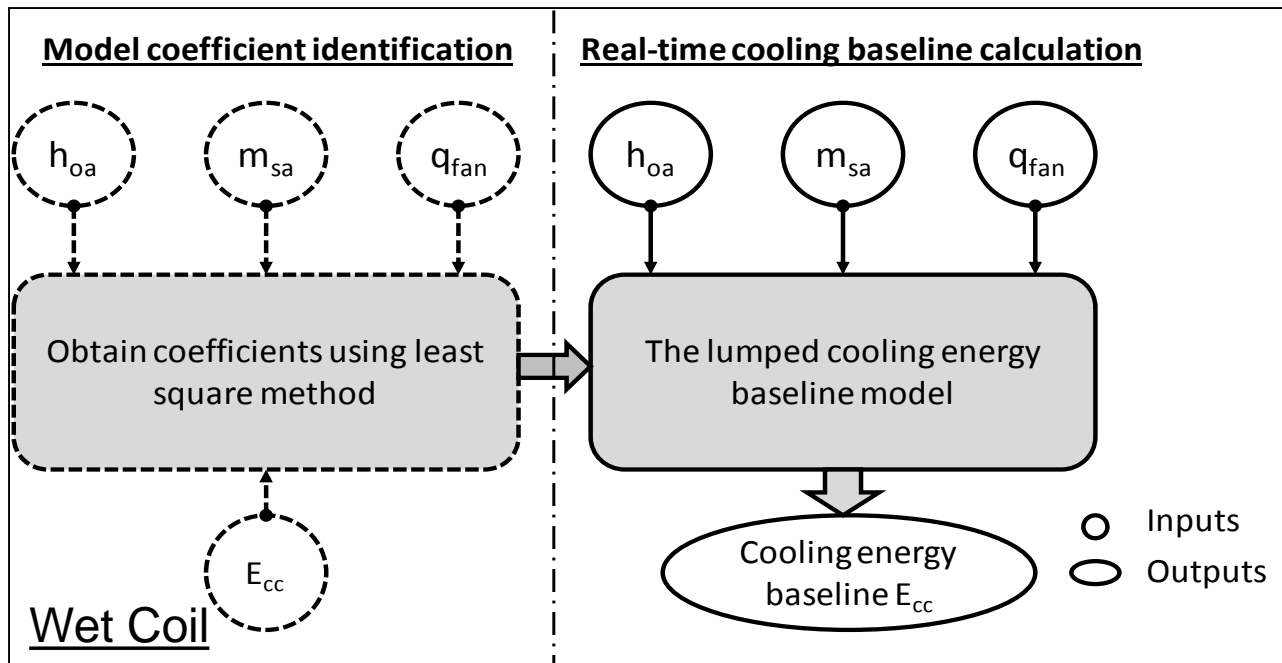 Model coefficient identification
h_oa
m_sa
q_fan
Obtain coefficients using least
square method
E_cc
Wet Coil
Real-time cooling baseline calculation
h_oa
m_sa
q_fan
The lumped cooling energy
baseline model
Cooling energy
baseline E_cc
Inputs
Outputs